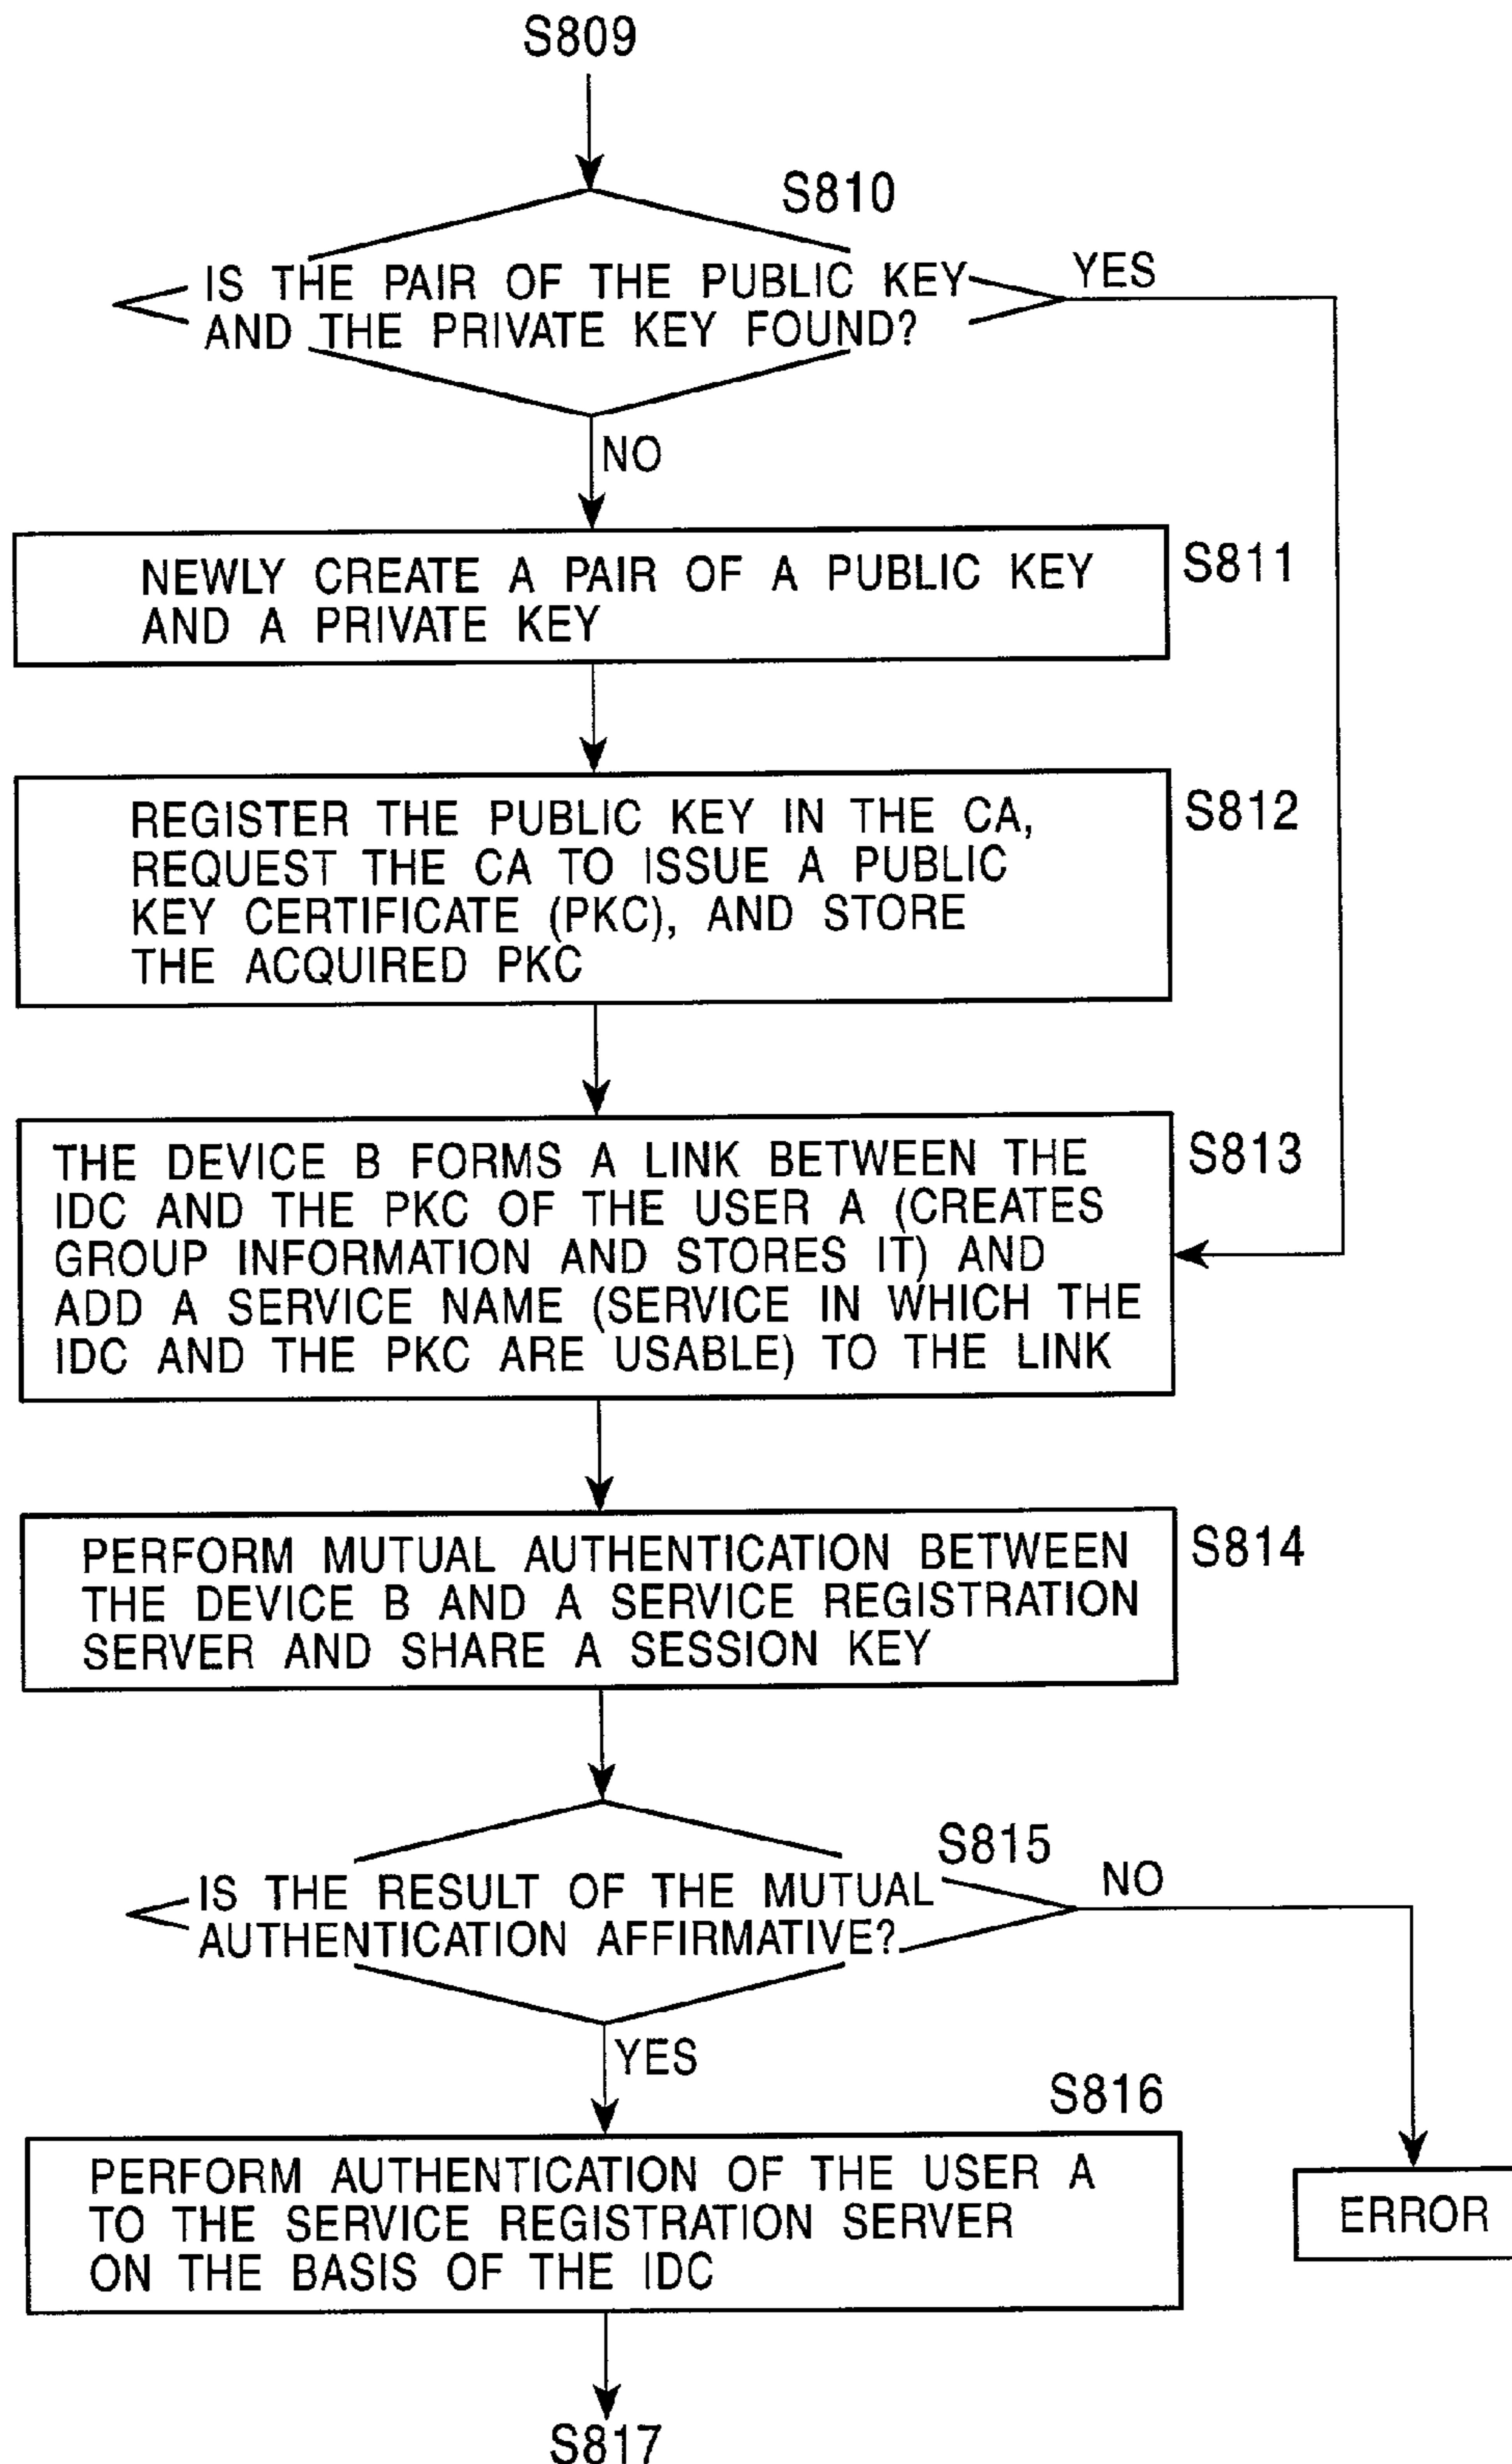 S809
S810
IS THE PAIR OF THE PUBLIC KEY
AND THE PRIVATE KEY FOUND?
YES
NO
NEWLY CREATE A PAIR OF A PUBLIC KEY
AND A PRIVATE KEY
S811
REGISTER THE PUBLIC KEY IN THE CA,
REQUEST THE CA TO ISSUE A PUBLIC
KEY CERTIFICATE (PKC), AND STORE
THE ACQUIRED PKC
S812
THE DEVICE B FORMS A LINK BETWEEN THE
IDC AND THE PKC OF THE USER A (CREATES
GROUP INFORMATION AND STORES IT) AND
ADD A SERVICE NAME (SERVICE IN WHICH THE
IDC AND THE PKC ARE USABLE) TO THE LINK
S813
PERFORM MUTUAL AUTHENTICATION BETWEEN
THE DEVICE B AND A SERVICE REGISTRATION
SERVER AND SHARE A SESSION KEY
S814
S815
IS THE RESULT OF THE MUTUAL
AUTHENTICATION AFFIRMATIVE?
NO
YES
S816
PERFORM AUTHENTICATION OF THE USER A
TO THE SERVICE REGISTRATION SERVER
ON THE BASIS OF THE IDC
ERROR
S817